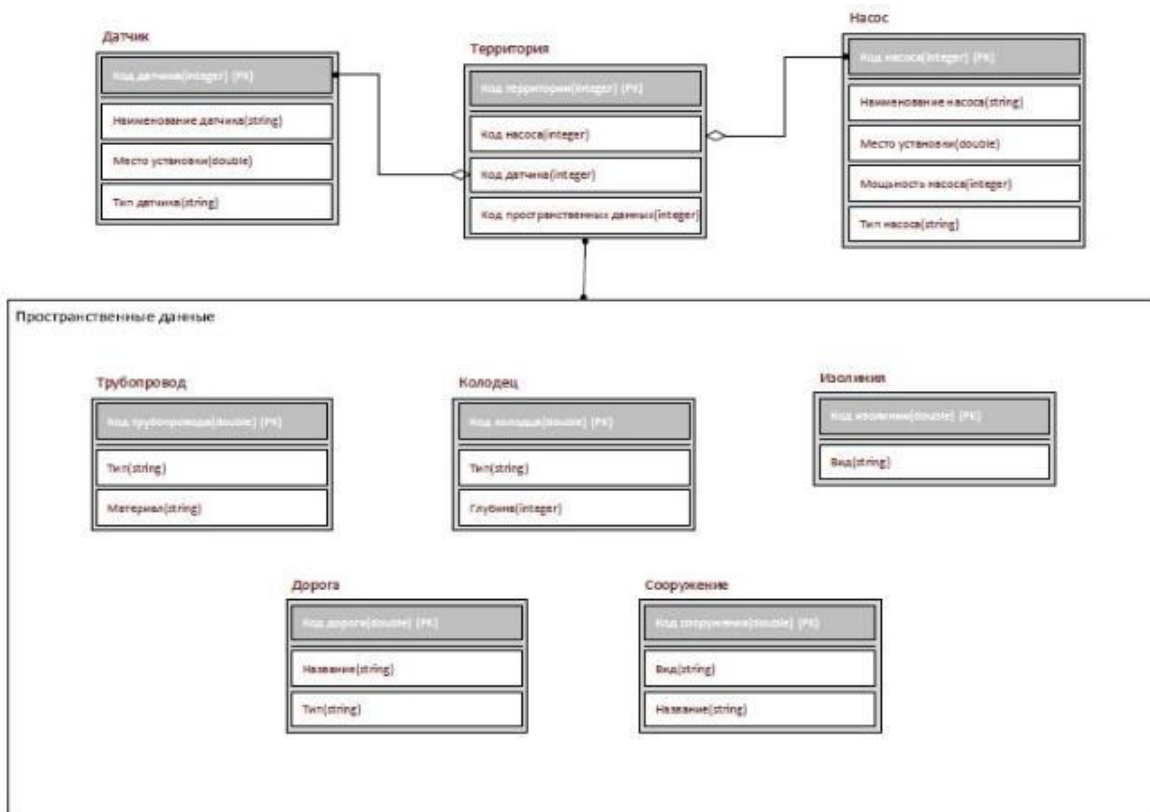 Датчик
Код датчика(integer) (PK)
Наименование датчика(string)
Место установки(double)
Тип датчика(string)
Территория
Код территории(integer) (PK)
Код насоса(integer)
Код датчика(integer)
Код пространственных данных(integer)
Насос
Код насоса(integer) (PK)
Наименование насоса(string)
Место установки(double)
Мощьность насоса(integer)
Тип насоса(string)
Пространственные данные
Трубопровод
Код трубопровода(double) (PK)
Тип(string)
Материал(string)
Колодец
Код колодца(double) (PK)
Тип(string)
Глубина(integer)
Изолиния
Код изолинии(double) (PK)
Вид(string)
Дорога
Код дороги(double) (PK)
Название(string)
Тип(string)
Сооружение
Код сооружения(double) (PK)
Вид(string)
Название(string)